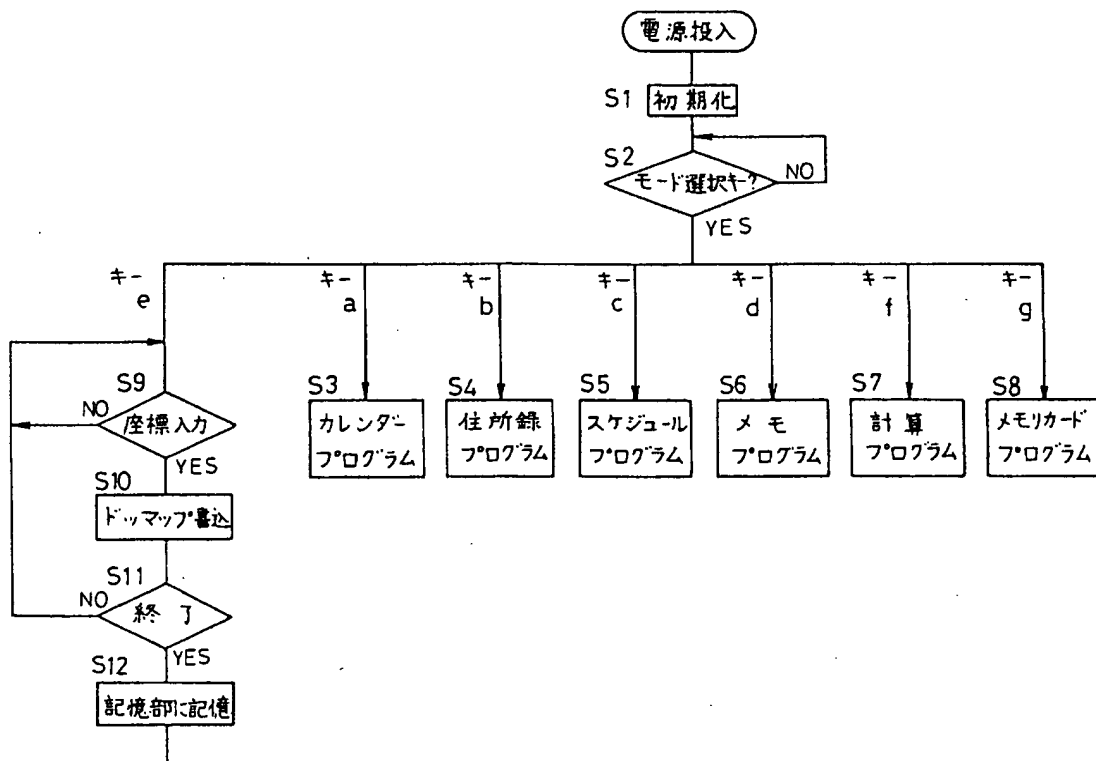 電源投入
S1
初期化
S2
モード選択キー?
NO
YES
キー
e
キー
a
キー
b
キー
c
キー
d
キー
f
キー
g
S9
NO
座標入力
YES
S10
ドッマップ書込
S11
NO
終了
YES
S12
記憶部に記憶
S3
カレンダー
プログラム
S4
住所録
プログラム
S5
スケジュール
プログラム
S6
メモ
プログラム
S7
計算
プログラム
S8
メモリカード
プログラム